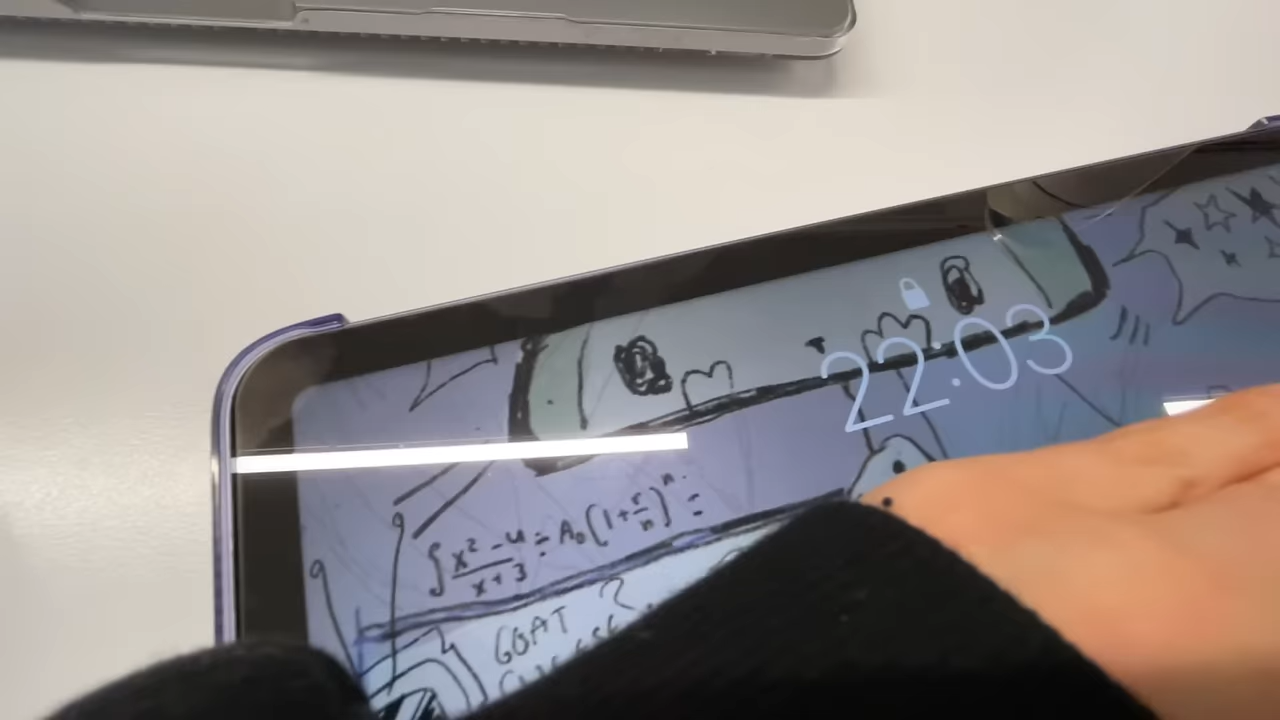 22:03
∫ x² - 4 / x + 3 ÷ A₀ (1 + r/n)ⁿ =
GOAT ?